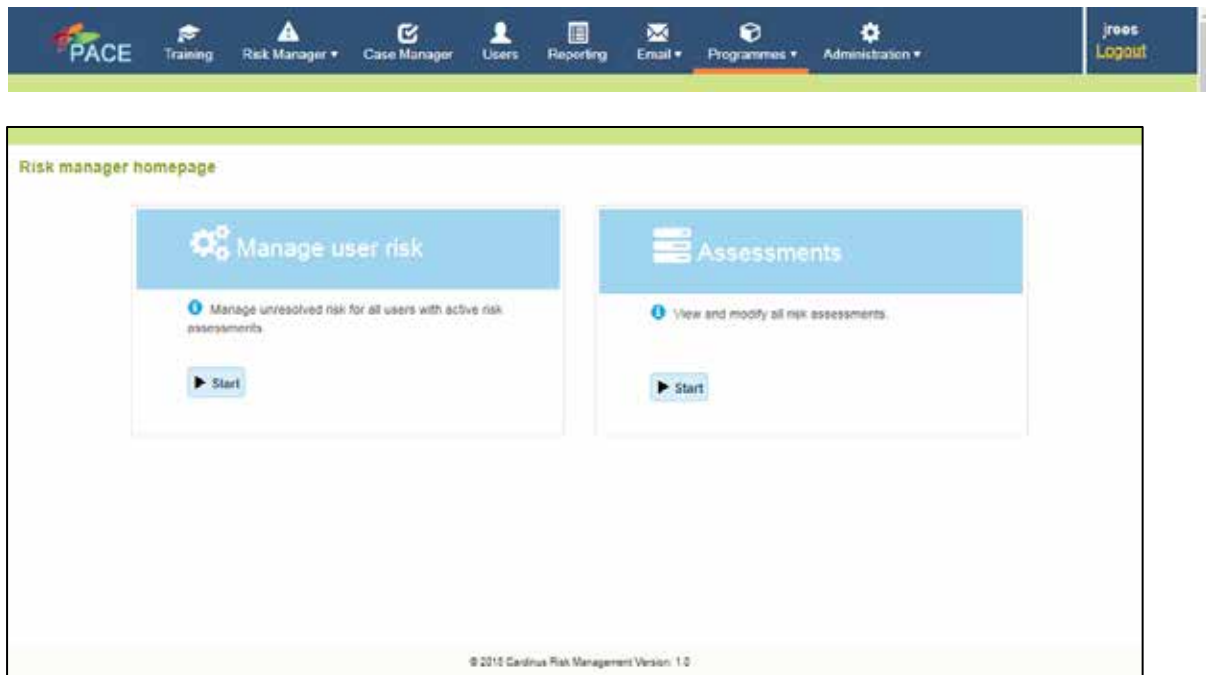 PACE Training Risk Manager Case Manager Users Reporting Email Programmes Administration jrees
Logout
Risk manager homepage
Manage user risk
Manage unresolved risk for all users with active risk
assessments.
Start
Assessments
View and modify all risk assessments.
Start
© 2015 Cardinus Risk Management Version: 1.0